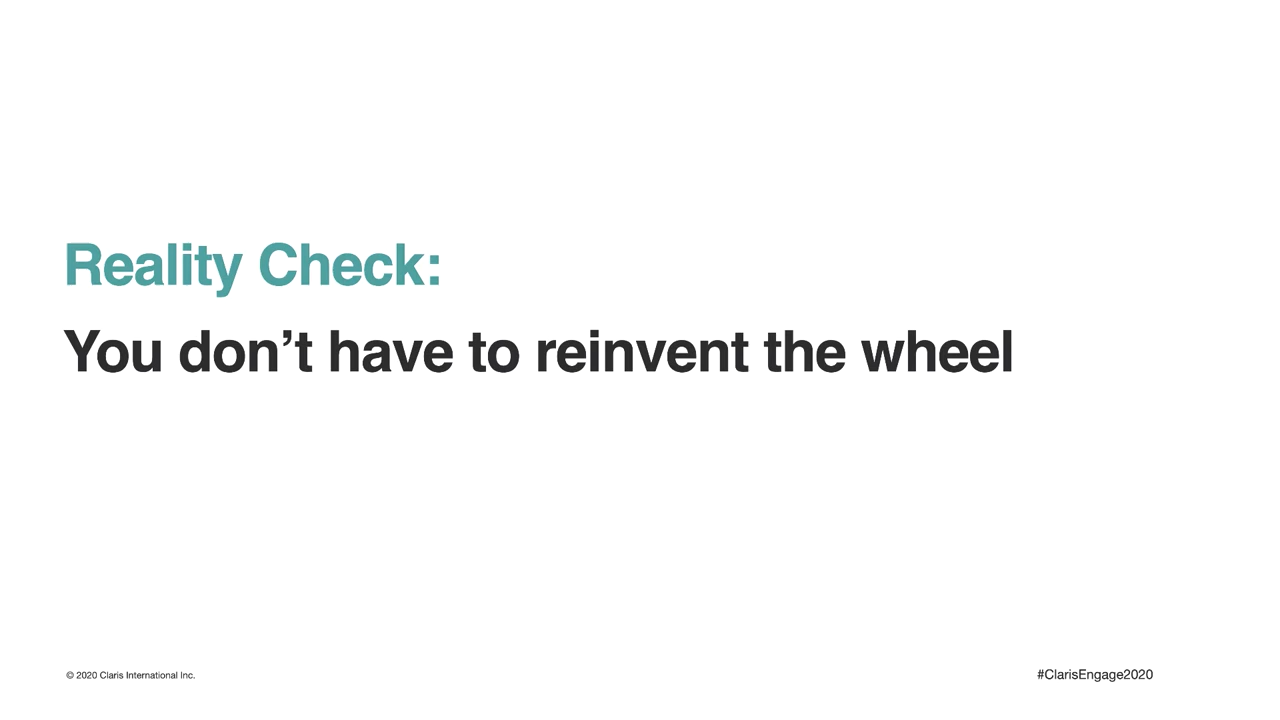 Reality Check:
You don’t have to reinvent the wheel
© 2020 Claris International Inc.
#ClarisEngage2020